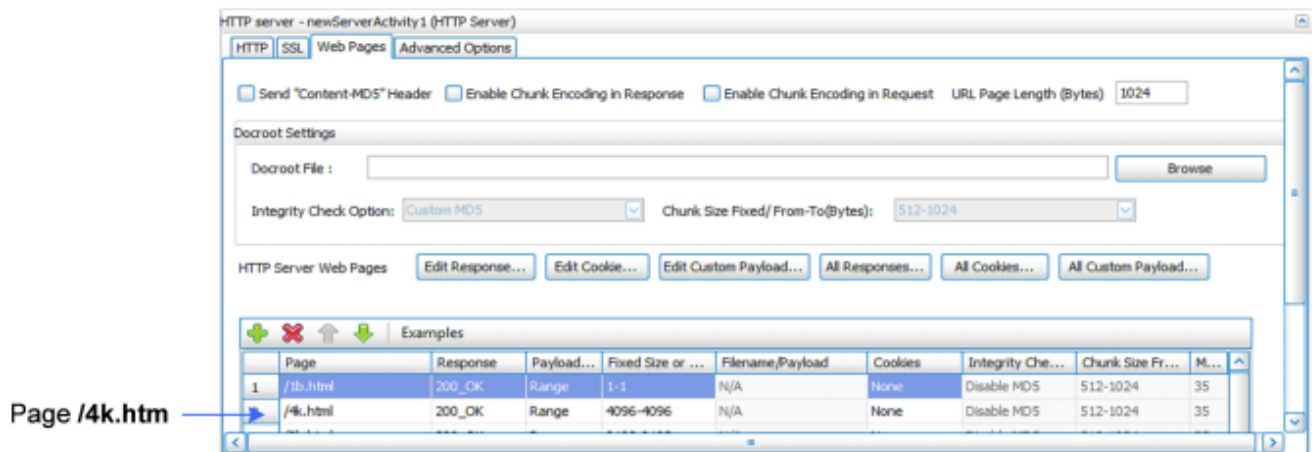 HTTP server - newServerActivity1 (HTTP Server)
HTTP SSL Web Pages Advanced Options
Send "Content-MD5" Header Enable Chunk Encoding in Response Enable Chunk Encoding in Request URL Page Length (Bytes) 1024
Docroot Settings
Docroot File : Browse
Integrity Check Option: Custom MD5 Chunk Size Fixed/ From-To(Bytes): 512-1024
HTTP Server Web Pages Edit Response... Edit Cookie... Edit Custom Payload... All Responses... All Cookies... All Custom Payload...
Examples
Page Response Payload... Fixed Size or ... Filename/Payload Cookies Integrity Che... Chunk Size Fr... M...
1 /1b.html 200_OK Range 1-1 N/A None Disable MD5 512-1024 35
Page /4k.htm /4k.html 200_OK Range 4096-4096 N/A None Disable MD5 512-1024 35